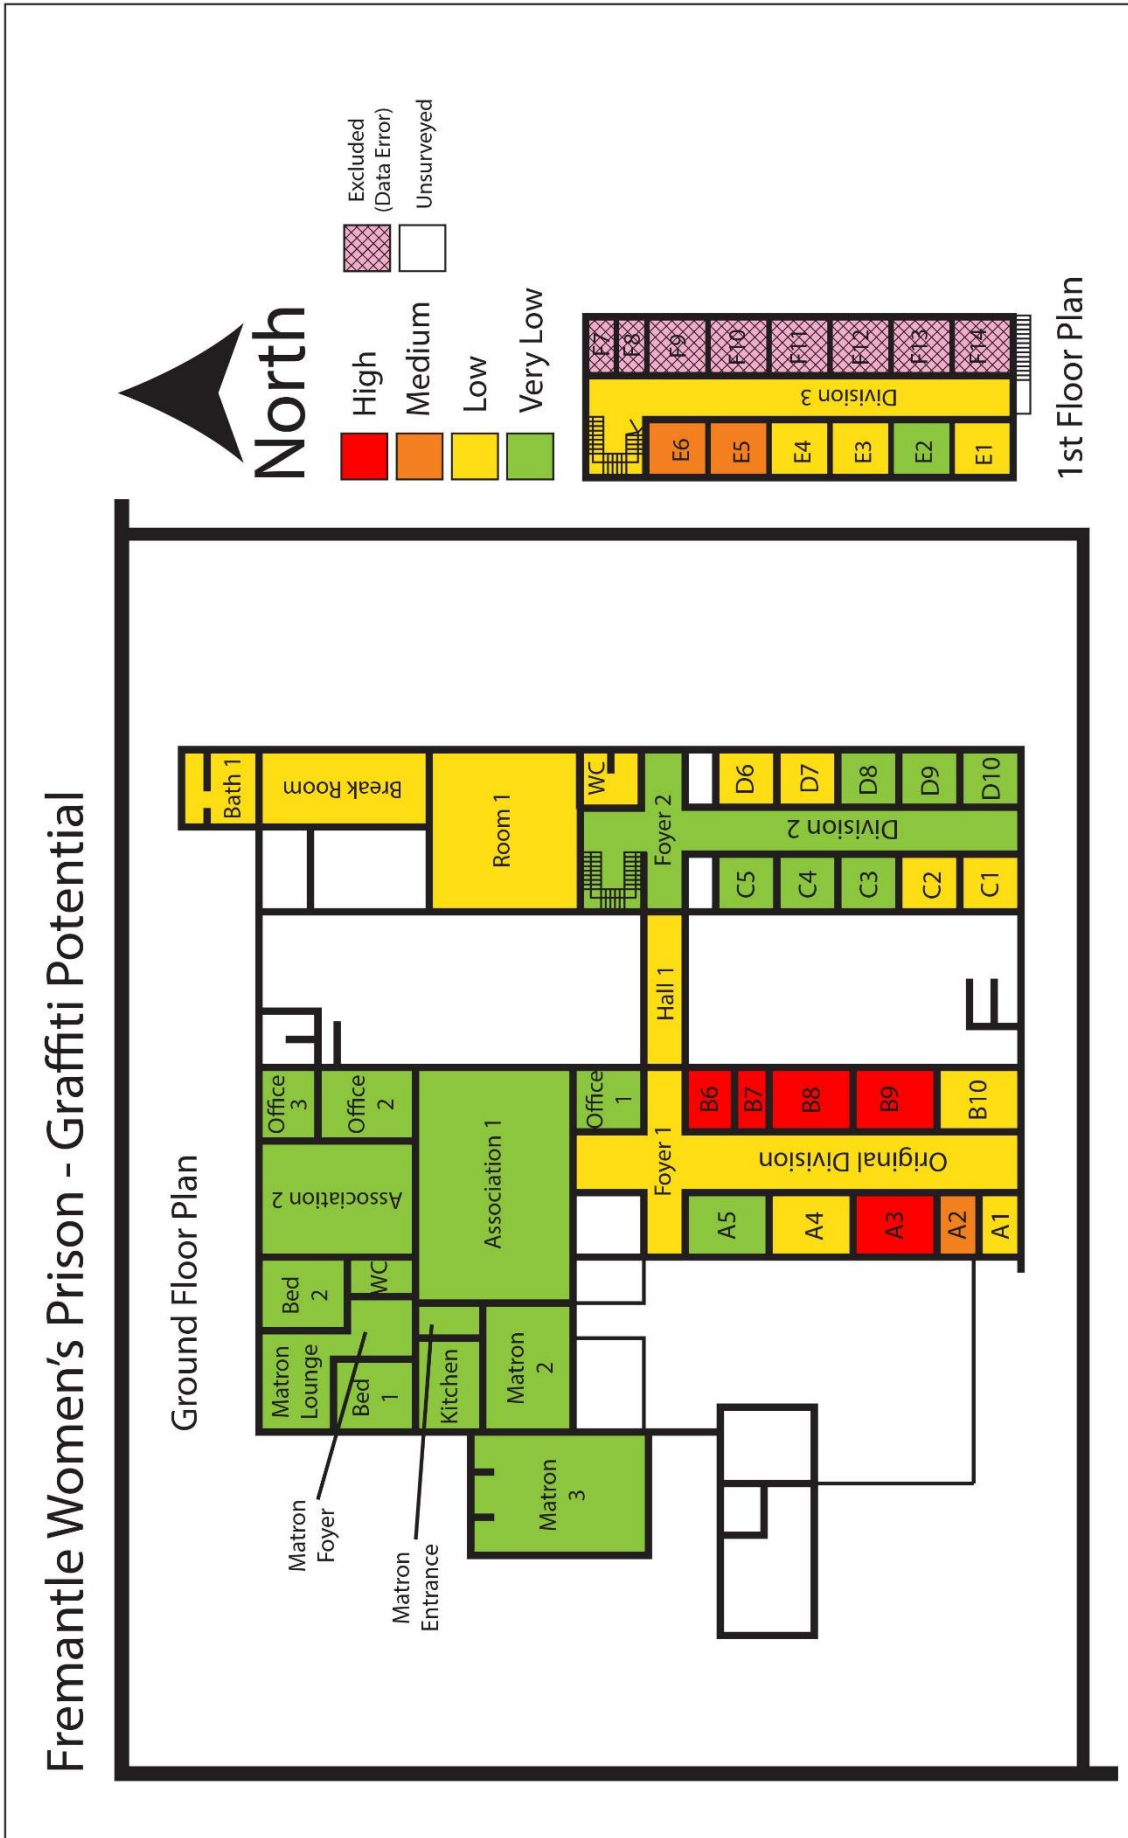 Fremantle Women's Prison - Graffiti Potential
Ground Floor Plan
North
High
Medium
Low
Very Low
Excluded
(Data Error)
Unsurveyed
Matron
Foyer
Matron
Entrance
Matron
Lounge
Bed
2
Bed
1
WC
Association 2
Office
3
Office
2
Kitchen
Matron
2
Matron
3
Association 1
Office
1
Bath 1
Break Room
Room 1
WC
Foyer 1
Hall 1
Foyer 2
A5
A4
A3
A2
A1
Original Division
B6
B7
B8
B9
B10
C5
C4
C3
C2
C1
Division 2
D6
D7
D8
D9
D10
E6
E5
E4
E3
E2
E1
Division 3
F7
F8
F9
F10
F11
F12
F13
F14
1st Floor Plan